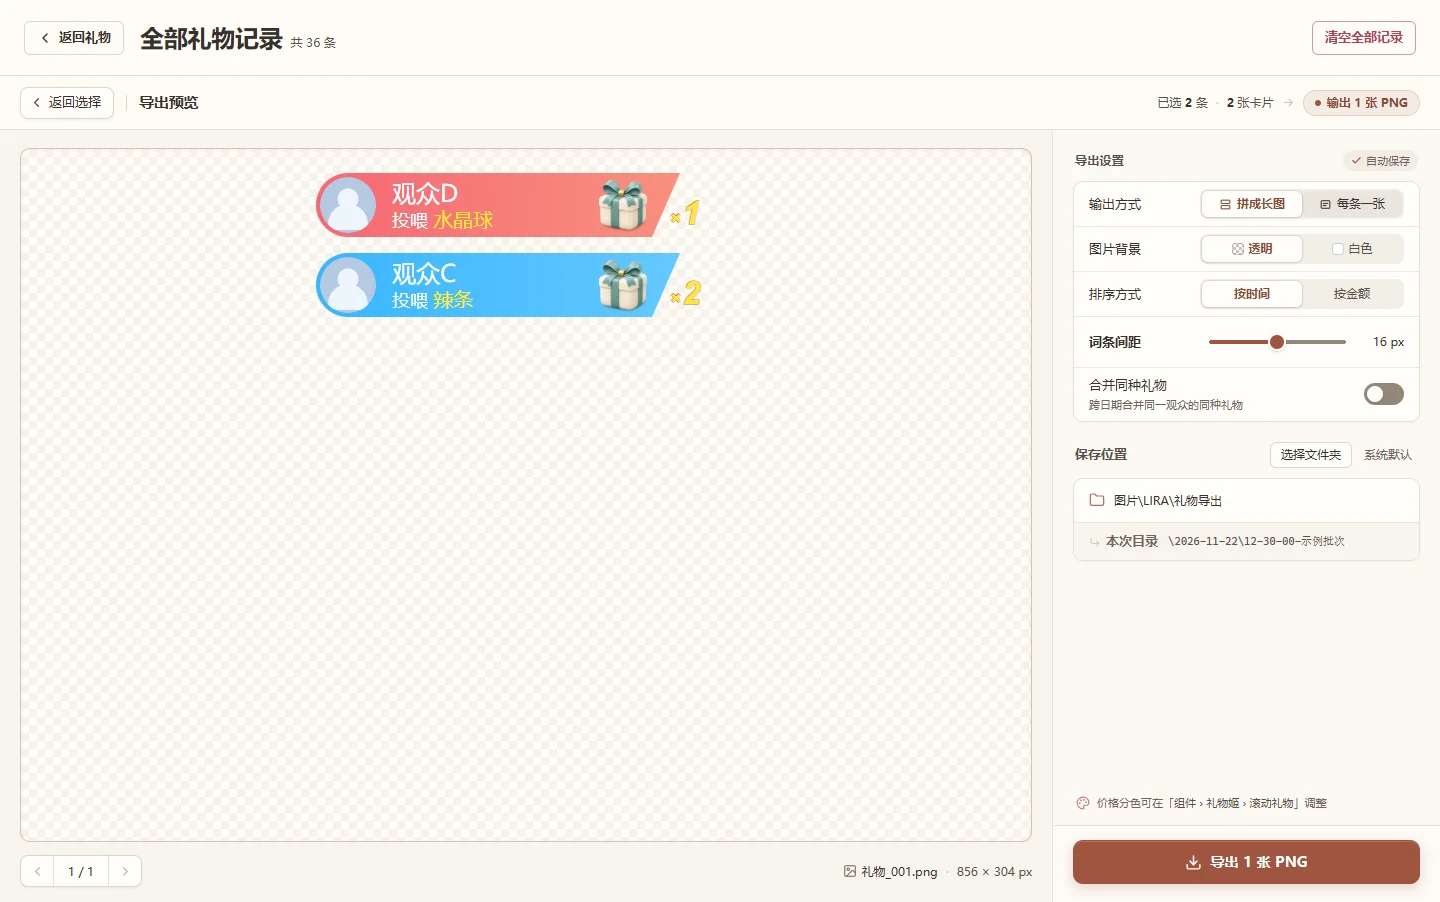 返回礼物
全部礼物记录 共 36 条
清空全部记录
返回选择
导出预览
已选 2 条 · 2 张卡片 → 输出 1 张 PNG
观众D
投喂 水晶球
×1
观众C
投喂 辣条
×2
1 / 1
礼物_001.png · 856 × 304 px
导出设置
自动保存
输出方式 拼成长图 每条一张
图片背景 透明 白色
排序方式 按时间 按金额
词条间距 16 px
合并同种礼物
跨日期合并同一观众的同种礼物
保存位置 选择文件夹 系统默认
图片\LIRA\礼物导出
本次目录 \2026-11-22\12-30-00-示例批次
价格分色可在「组件 › 礼物姬 › 滚动礼物」调整
导出 1 张 PNG